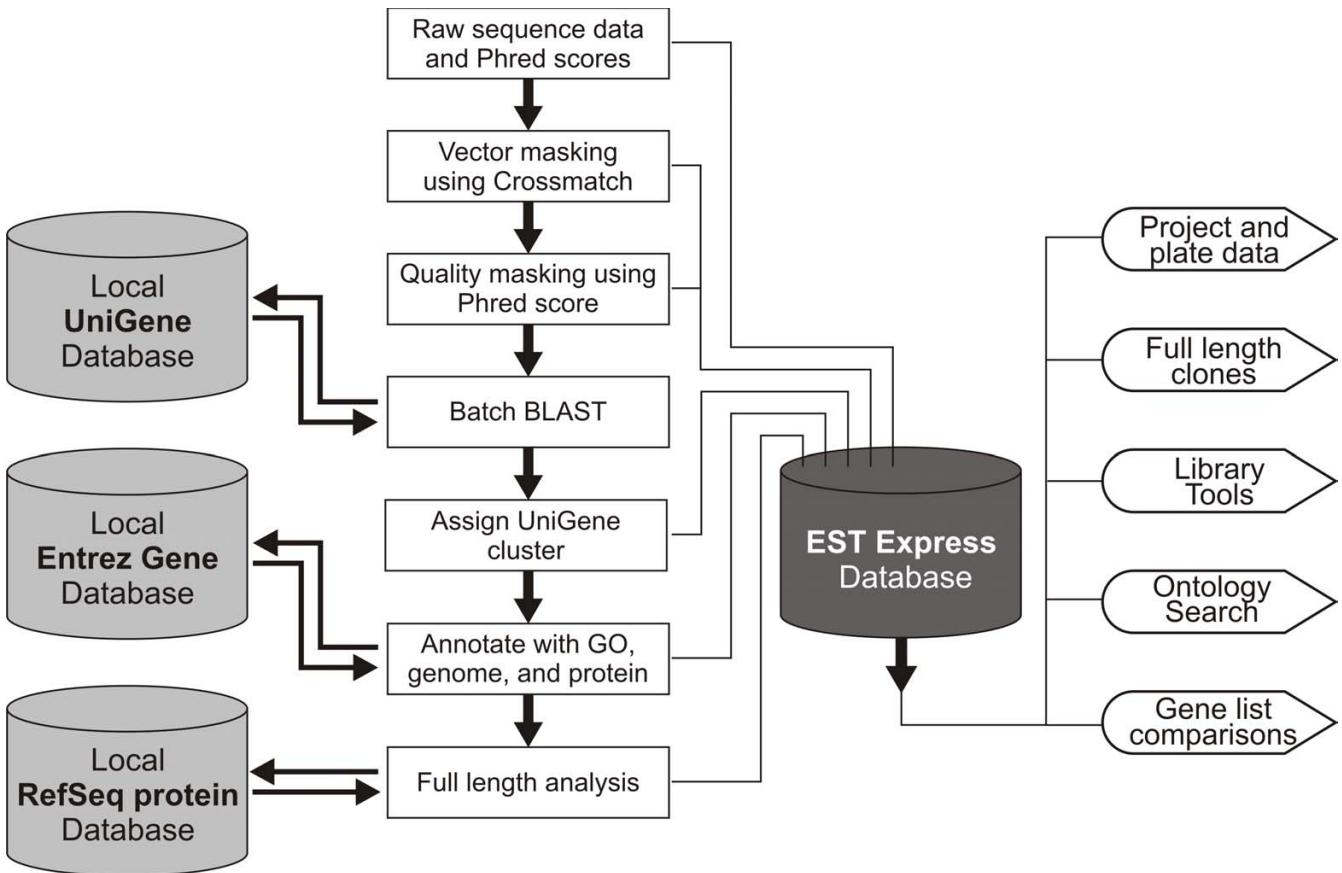 Raw sequence data
and Phred scores
Vector masking
using Crossmatch
Quality masking using
Phred score
Batch BLAST
Assign UniGene
cluster
Annotate with GO,
genome, and protein
Full length analysis
Local
UniGene
Database
Local
Entrez Gene
Database
Local
RefSeq protein
Database
EST Express
Database
Project and
plate data
Full length
clones
Library
Tools
Ontology
Search
Gene list
comparisons